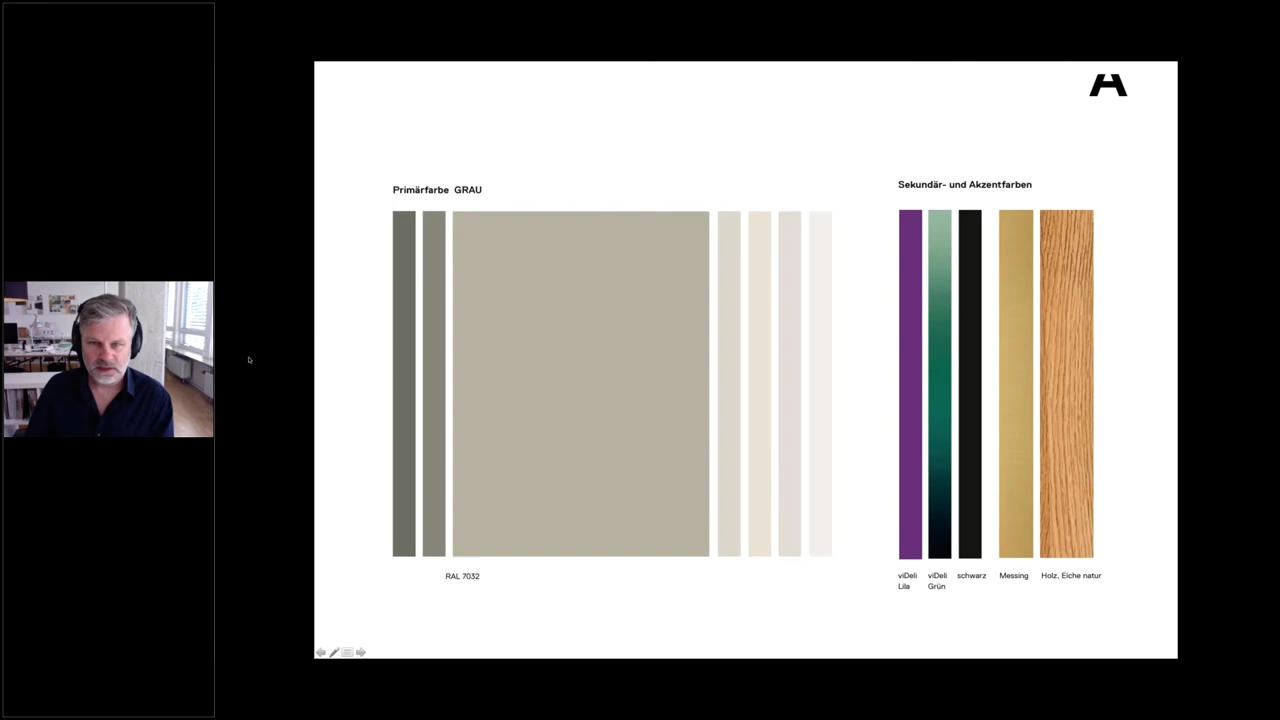 Primärfarbe GRAU
RAL 7032
Sekundär- und Akzentfarben
viDeli
Lila
viDeli
Grün
schwarz
Messing
Holz, Eiche natur